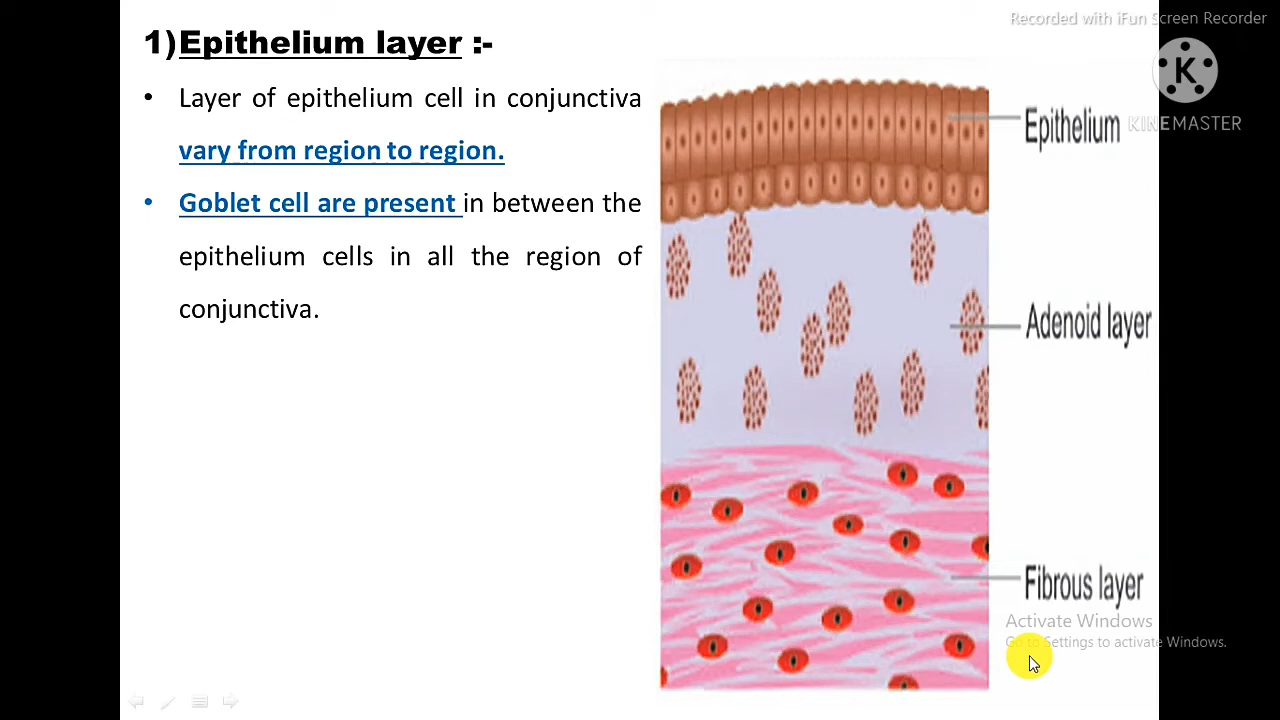 Recorded with iFun Screen Recorder
1)Epithelium layer :-
• Layer of epithelium cell in conjunctiva
vary from region to region.
• Goblet cell are present in between the
epithelium cells in all the region of
conjunctiva.
K
KINEMASTER
Epithelium
Adenoid layer
Fibrous layer
Activate Windows
Go to Settings to activate Windows.